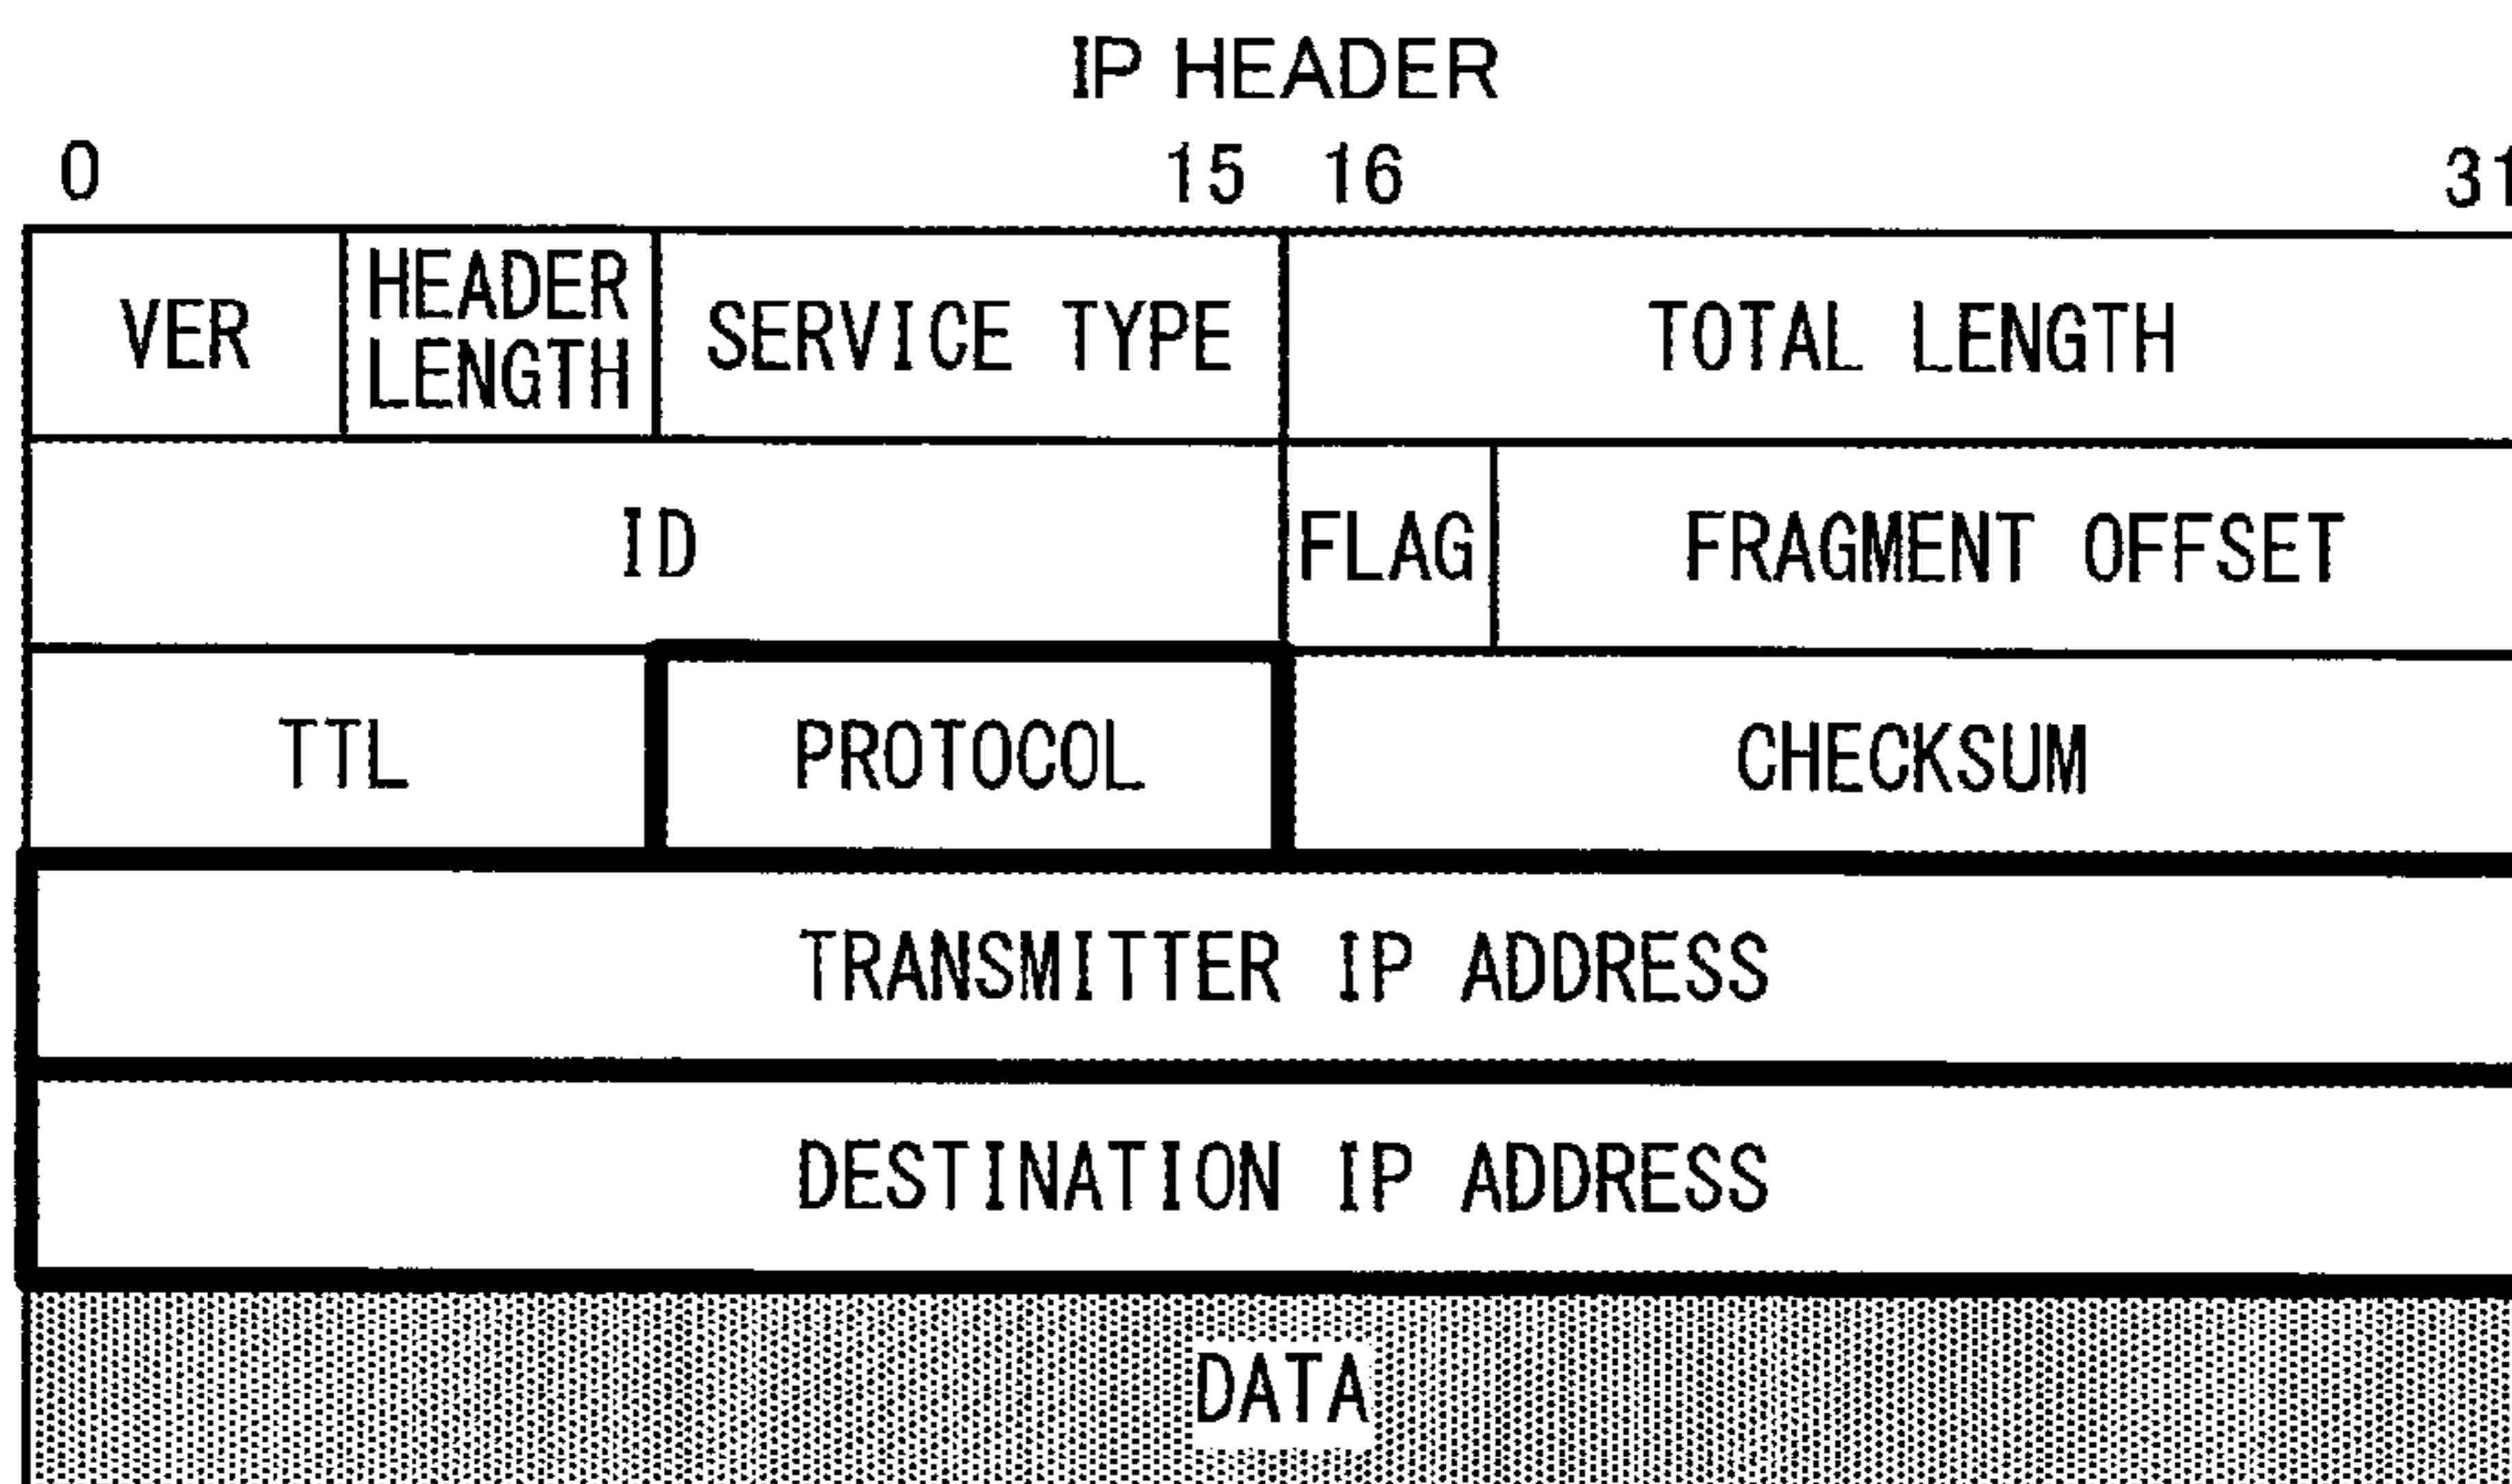 IP HEADER
0 15 16 31
VER HEADER LENGTH SERVICE TYPE TOTAL LENGTH
ID FLAG FRAGMENT OFFSET
TTL PROTOCOL CHECKSUM
TRANSMITTER IP ADDRESS
DESTINATION IP ADDRESS
DATA